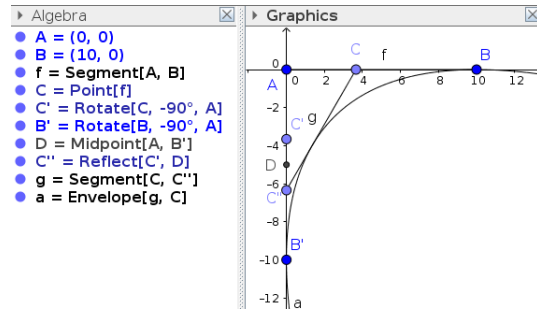 Algebra
A = (0, 0)
B = (10, 0)
f = Segment[A, B]
C = Point[f]
C' = Rotate[C, -90°, A]
B' = Rotate[B, -90°, A]
D = Midpoint[A, B']
C'' = Reflect[C', D]
g = Segment[C, C'']
a = Envelope[g, C]
Graphics
C f B
0
A 0 2 4 6 8 10 12
-2
C' g
-4
D
-6
C''
-8
B'
-10
-12
a